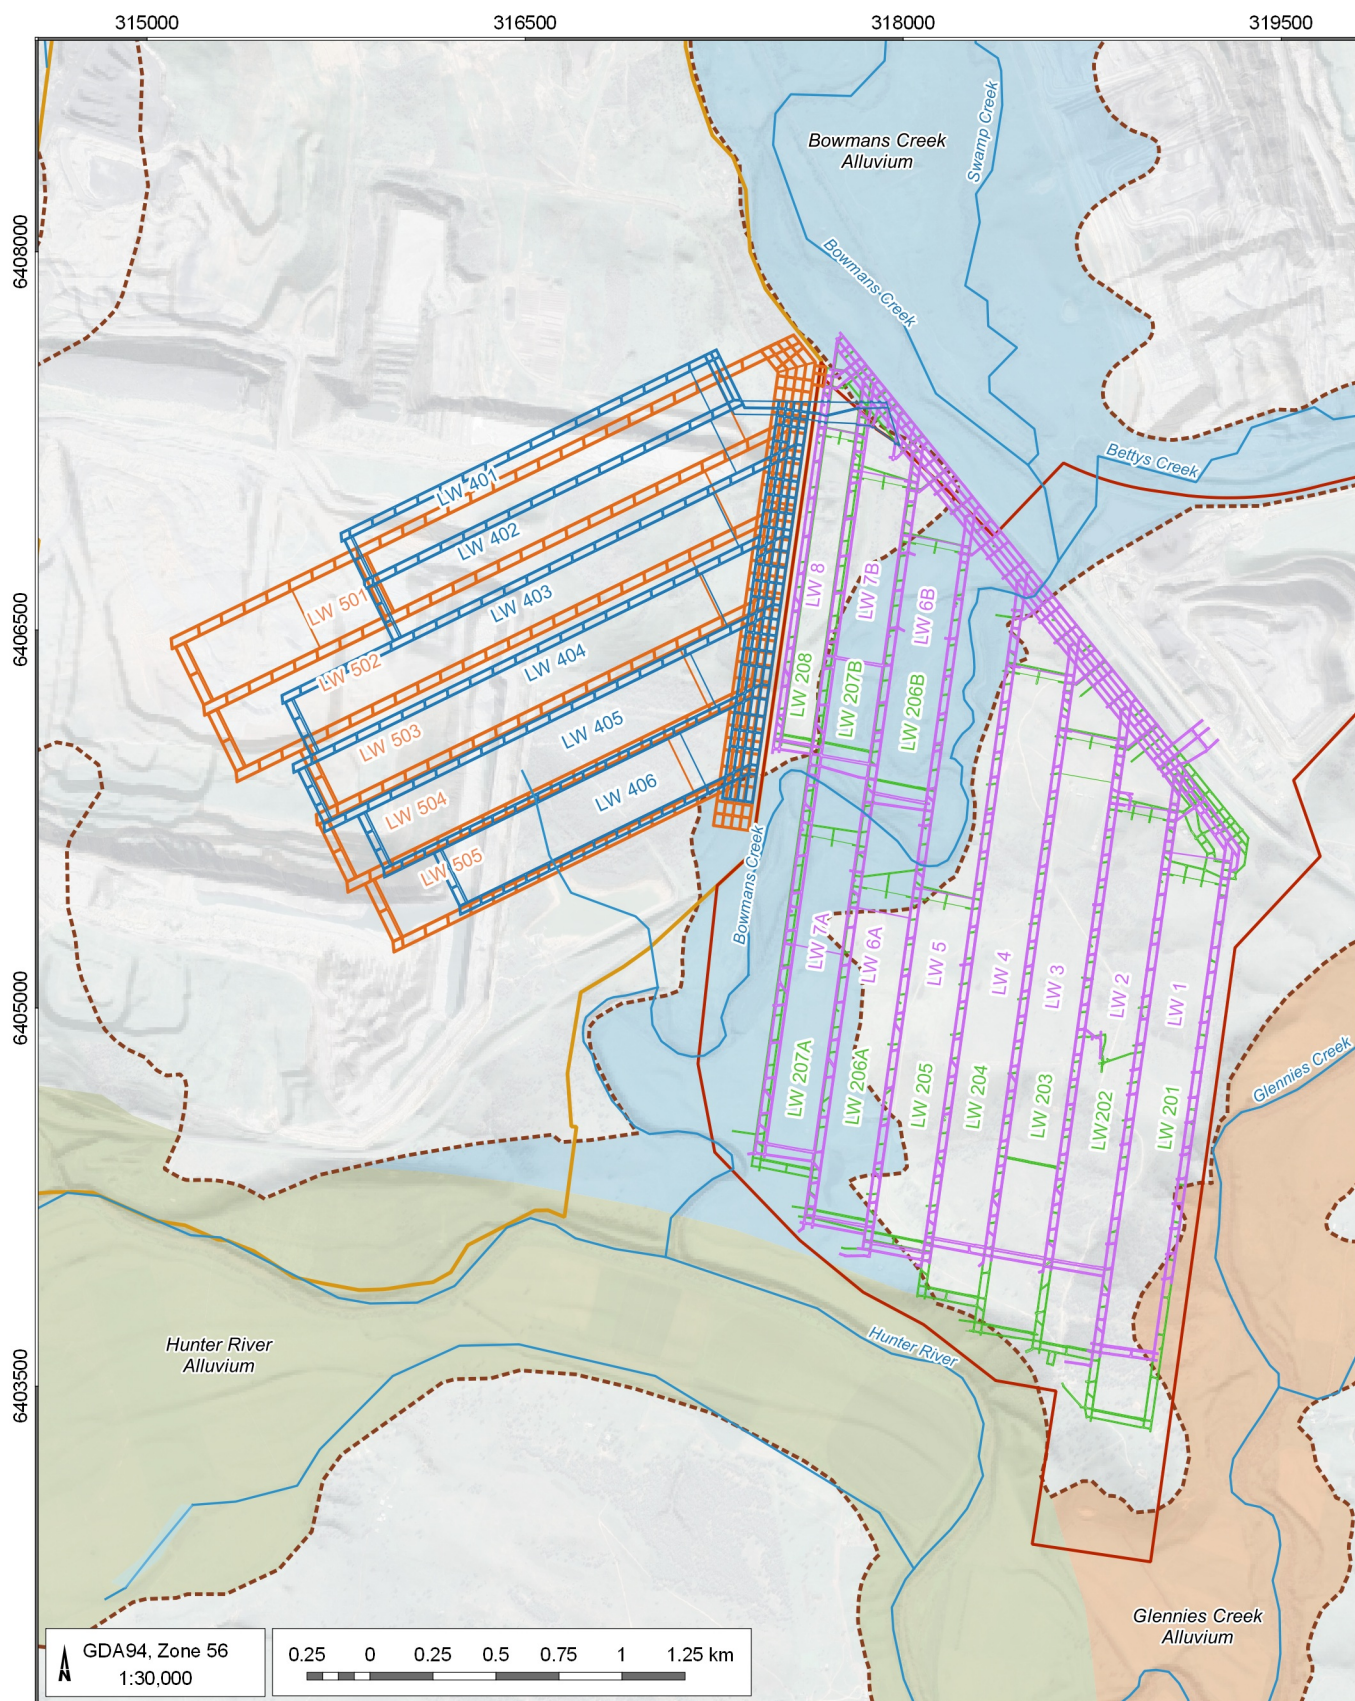 315000
316500
318000
319500
6408000
6406500
6405000
6403500
Bowmans Creek
Alluvium
Swamp Creek
Bowmans Creek
Bettys Creek
LW 401
LW 402
LW 403
LW 404
LW 405
LW 406
LW 501
LW 502
LW 503
LW 504
LW 505
LW 8
LW 7B
LW 6B
LW 208
LW 207B
LW 206B
Bowmans Creek
LW 7A
LW 6A
LW 5
LW 4
LW 3
LW 2
LW 1
LW 207A
LW 206A
LW 205
LW 204
LW 203
LW202
LW 201
Glennies Creek
Hunter River
Alluvium
Hunter River
Glennies Creek
Alluvium
N
GDA94, Zone 56
1:30,000
0.25 0 0.25 0.5 0.75 1 1.25 km